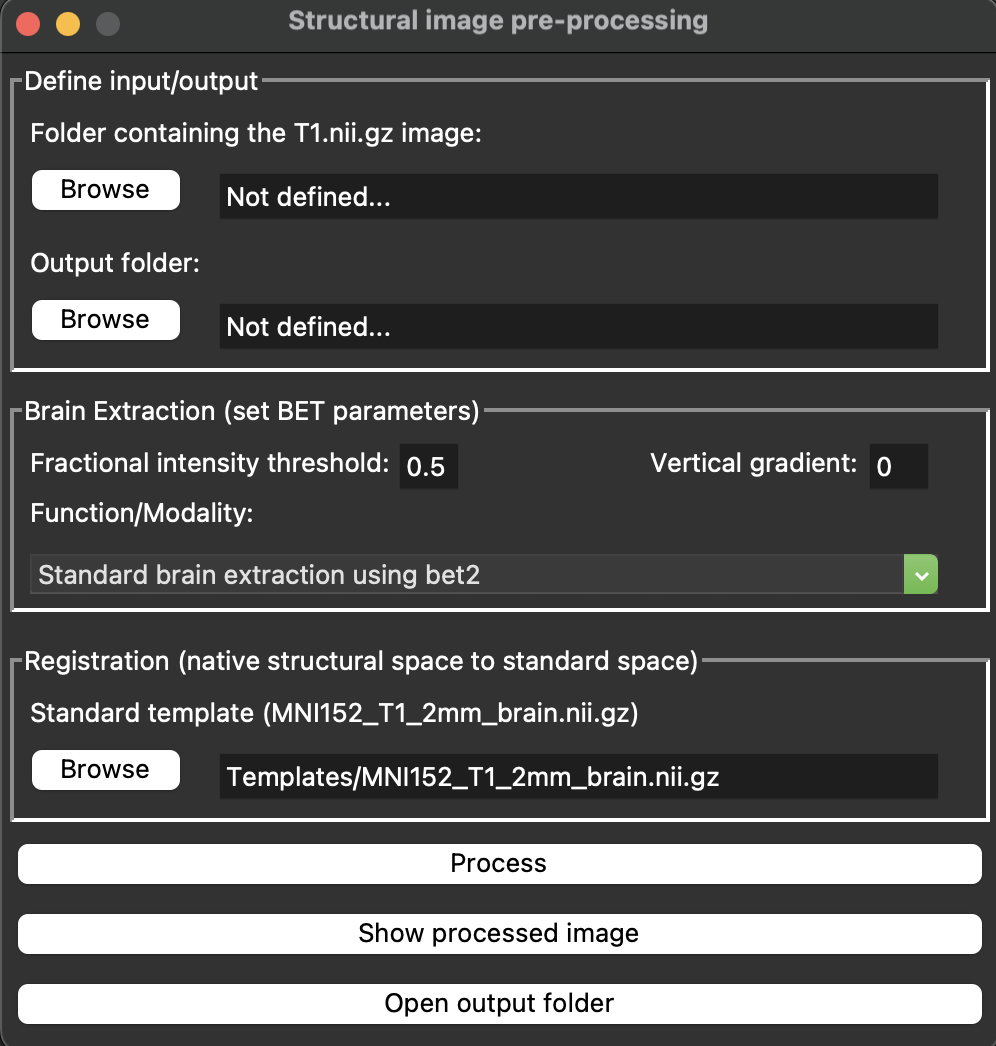 Structural image pre-processing
Define input/output
Folder containing the T1.nii.gz image:
Browse
Not defined...
Output folder:
Browse
Not defined...
Brain Extraction (set BET parameters)
Fractional intensity threshold: 0.5
Vertical gradient: 0
Function/Modality:
Standard brain extraction using bet2
Registration (native structural space to standard space)
Standard template (MNI152_T1_2mm_brain.nii.gz)
Browse
Templates/MNI152_T1_2mm_brain.nii.gz
Process
Show processed image
Open output folder